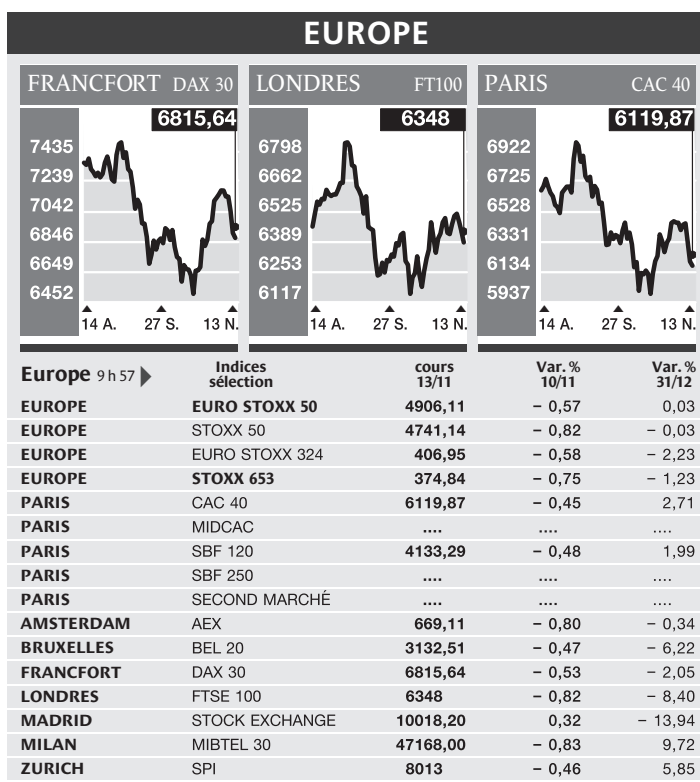 EUROPE
FRANCFORT DAX 30
6815,64
7435
7239
7042
6846
6649
6452
14 A. 27 S. 13 N.
LONDRES FT100
6348
6798
6662
6525
6389
6253
6117
14 A. 27 S. 13 N.
PARIS CAC 40
6119,87
6922
6725
6528
6331
6134
5937
14 A. 27 S. 13 N.
Europe 9 h 57 Indices sélection cours 13/11 Var. % 10/11 Var. % 31/12
EUROPE EURO STOXX 50 4906,11 – 0,57 0,03
EUROPE STOXX 50 4741,14 – 0,82 – 0,03
EUROPE EURO STOXX 324 406,95 – 0,58 – 2,23
EUROPE STOXX 653 374,84 – 0,75 – 1,23
PARIS CAC 40 6119,87 – 0,45 2,71
PARIS MIDCAC .... .... ....
PARIS SBF 120 4133,29 – 0,48 1,99
PARIS SBF 250 .... .... ....
PARIS SECOND MARCHÉ .... .... ....
AMSTERDAM AEX 669,11 – 0,80 – 0,34
BRUXELLES BEL 20 3132,51 – 0,47 – 6,22
FRANCFORT DAX 30 6815,64 – 0,53 – 2,05
LONDRES FTSE 100 6348 – 0,82 – 8,40
MADRID STOCK EXCHANGE 10018,20 0,32 – 13,94
MILAN MIBTEL 30 47168,00 – 0,83 9,72
ZURICH SPI 8013 – 0,46 5,85